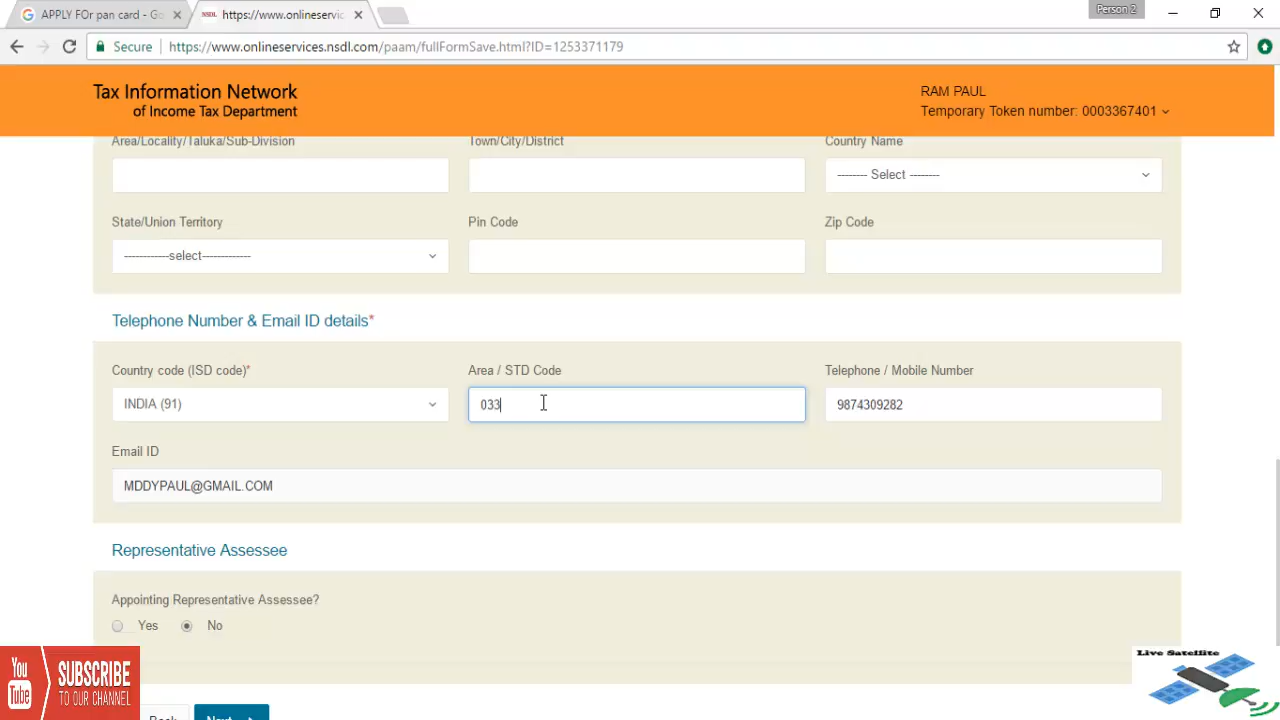 APPLY FOr pan card - Go
NSDL https://www.onlineservic
Person 2
Secure https://www.onlineservices.nsdl.com/paam/fullFormSave.html?ID=1253371179
Tax Information Network
of Income Tax Department
RAM PAUL
Temporary Token number: 0003367401
Area/Locality/Taluka/Sub-Division Town/City/District Country Name
-------- Select --------
State/Union Territory Pin Code Zip Code
------------select-------------
Telephone Number & Email ID details*
Country code (ISD code)* Area / STD Code Telephone / Mobile Number
INDIA (91) 033 9874309282
Email ID
MDDYPAUL@GMAIL.COM
Representative Assessee
Appointing Representative Assessee?
Yes No
You Tube
SUBSCRIBE
TO OUR CHANNEL
Live Satellite
Back Next